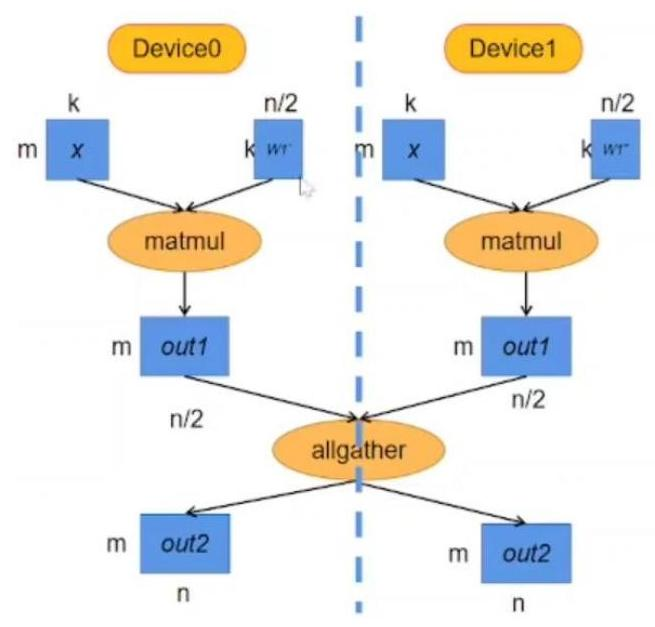 Device0
Device1
k
n/2
k
n/2
m
x
k
m
x
k
matmul
matmul
m
out1
m
out1
n/2
n/2
allgather
m
out2
m
out2
n
n